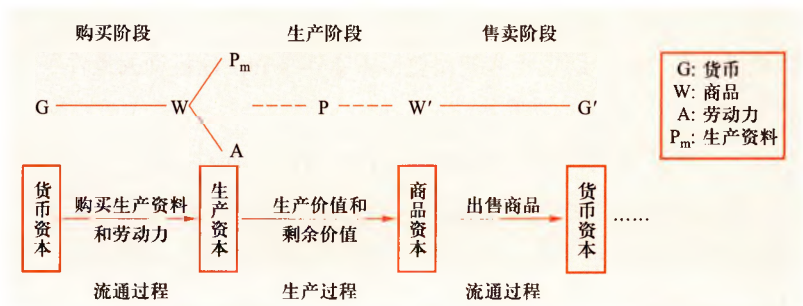 购买阶段 生产阶段 售卖阶段
Pm
G W P W′ G′
A
G: 货币
W: 商品
A: 劳动力
Pm: 生产资料
货币资本
购买生产资料
和劳动力
生产资本
生产价值和
剩余价值
商品资本
出售商品
货币资本
……
流通过程 生产过程 流通过程